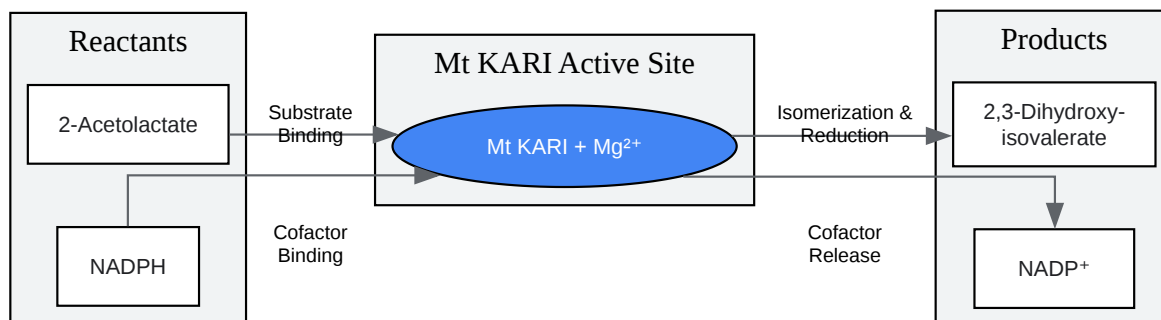 Reactants
2-Acetolactate
NADPH
Substrate
Binding
Cofactor
Binding
Mt KARI Active Site
Mt KARI + Mg²⁺
Isomerization &
Reduction
Cofactor
Release
Products
2,3-Dihydroxy-
isovalerate
NADP⁺